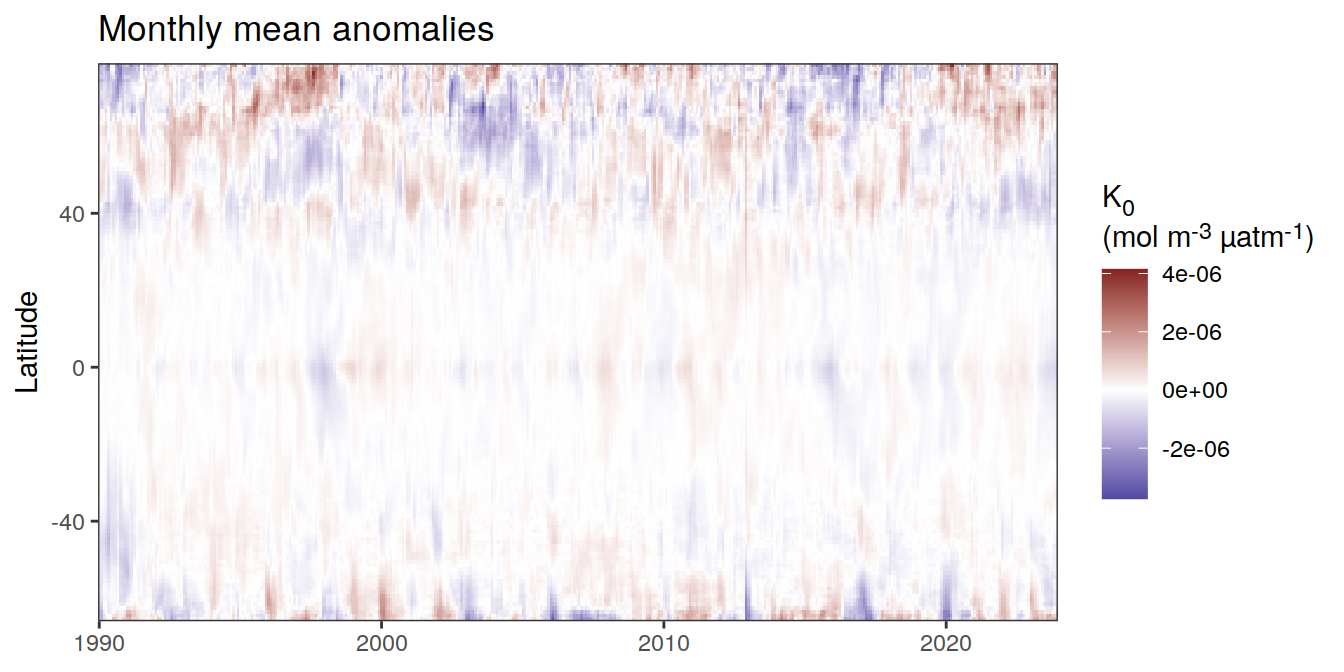 Monthly mean anomalies
Latitude
40
0
-40
1990 2000 2010 2020
K₀
(mol m⁻³ µatm⁻¹)
4e-06
2e-06
0e+00
-2e-06